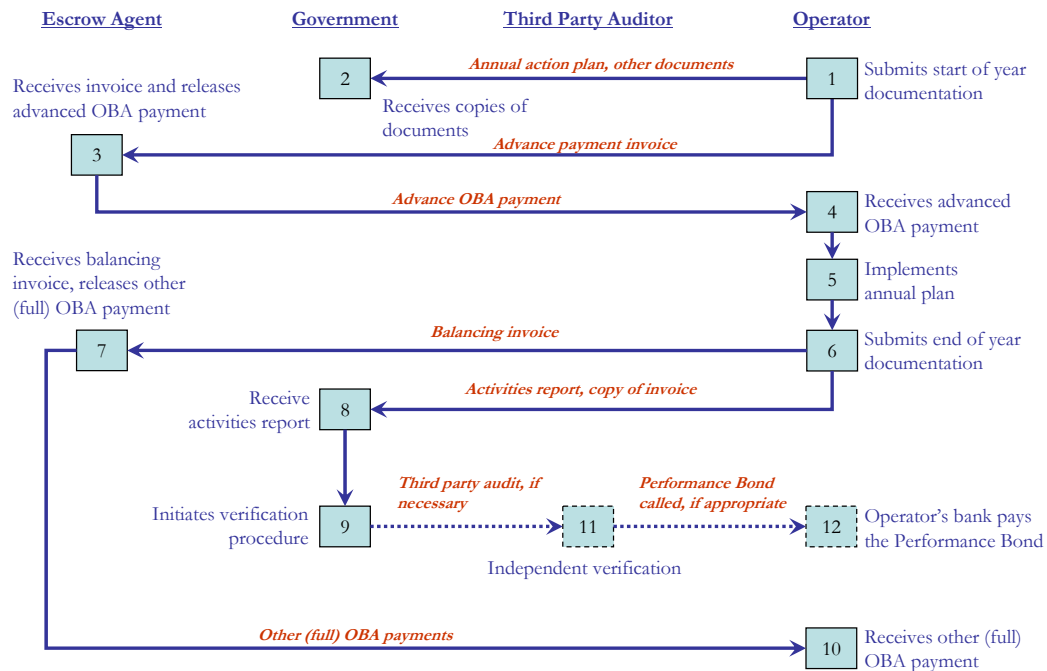 Escrow Agent
Government
Third Party Auditor
Operator
Annual action plan, other documents
2
1
Submits start of year
documentation
Receives invoice and releases
advanced OBA payment
Receives copies of
documents
3
Advance payment invoice
Advance OBA payment
4
Receives advanced
OBA payment
Receives balancing
invoice, releases other
(full) OBA payment
5
Implements
annual plan
7
Balancing invoice
6
Submits end of year
documentation
Receive
activities report
8
Activities report, copy of invoice
Third party audit, if
necessary
Performance Bond
called, if appropriate
Initiates verification
procedure
9
11
12
Operator's bank pays
the Performance Bond
Independent verification
Other (full) OBA payments
10
Receives other (full)
OBA payment